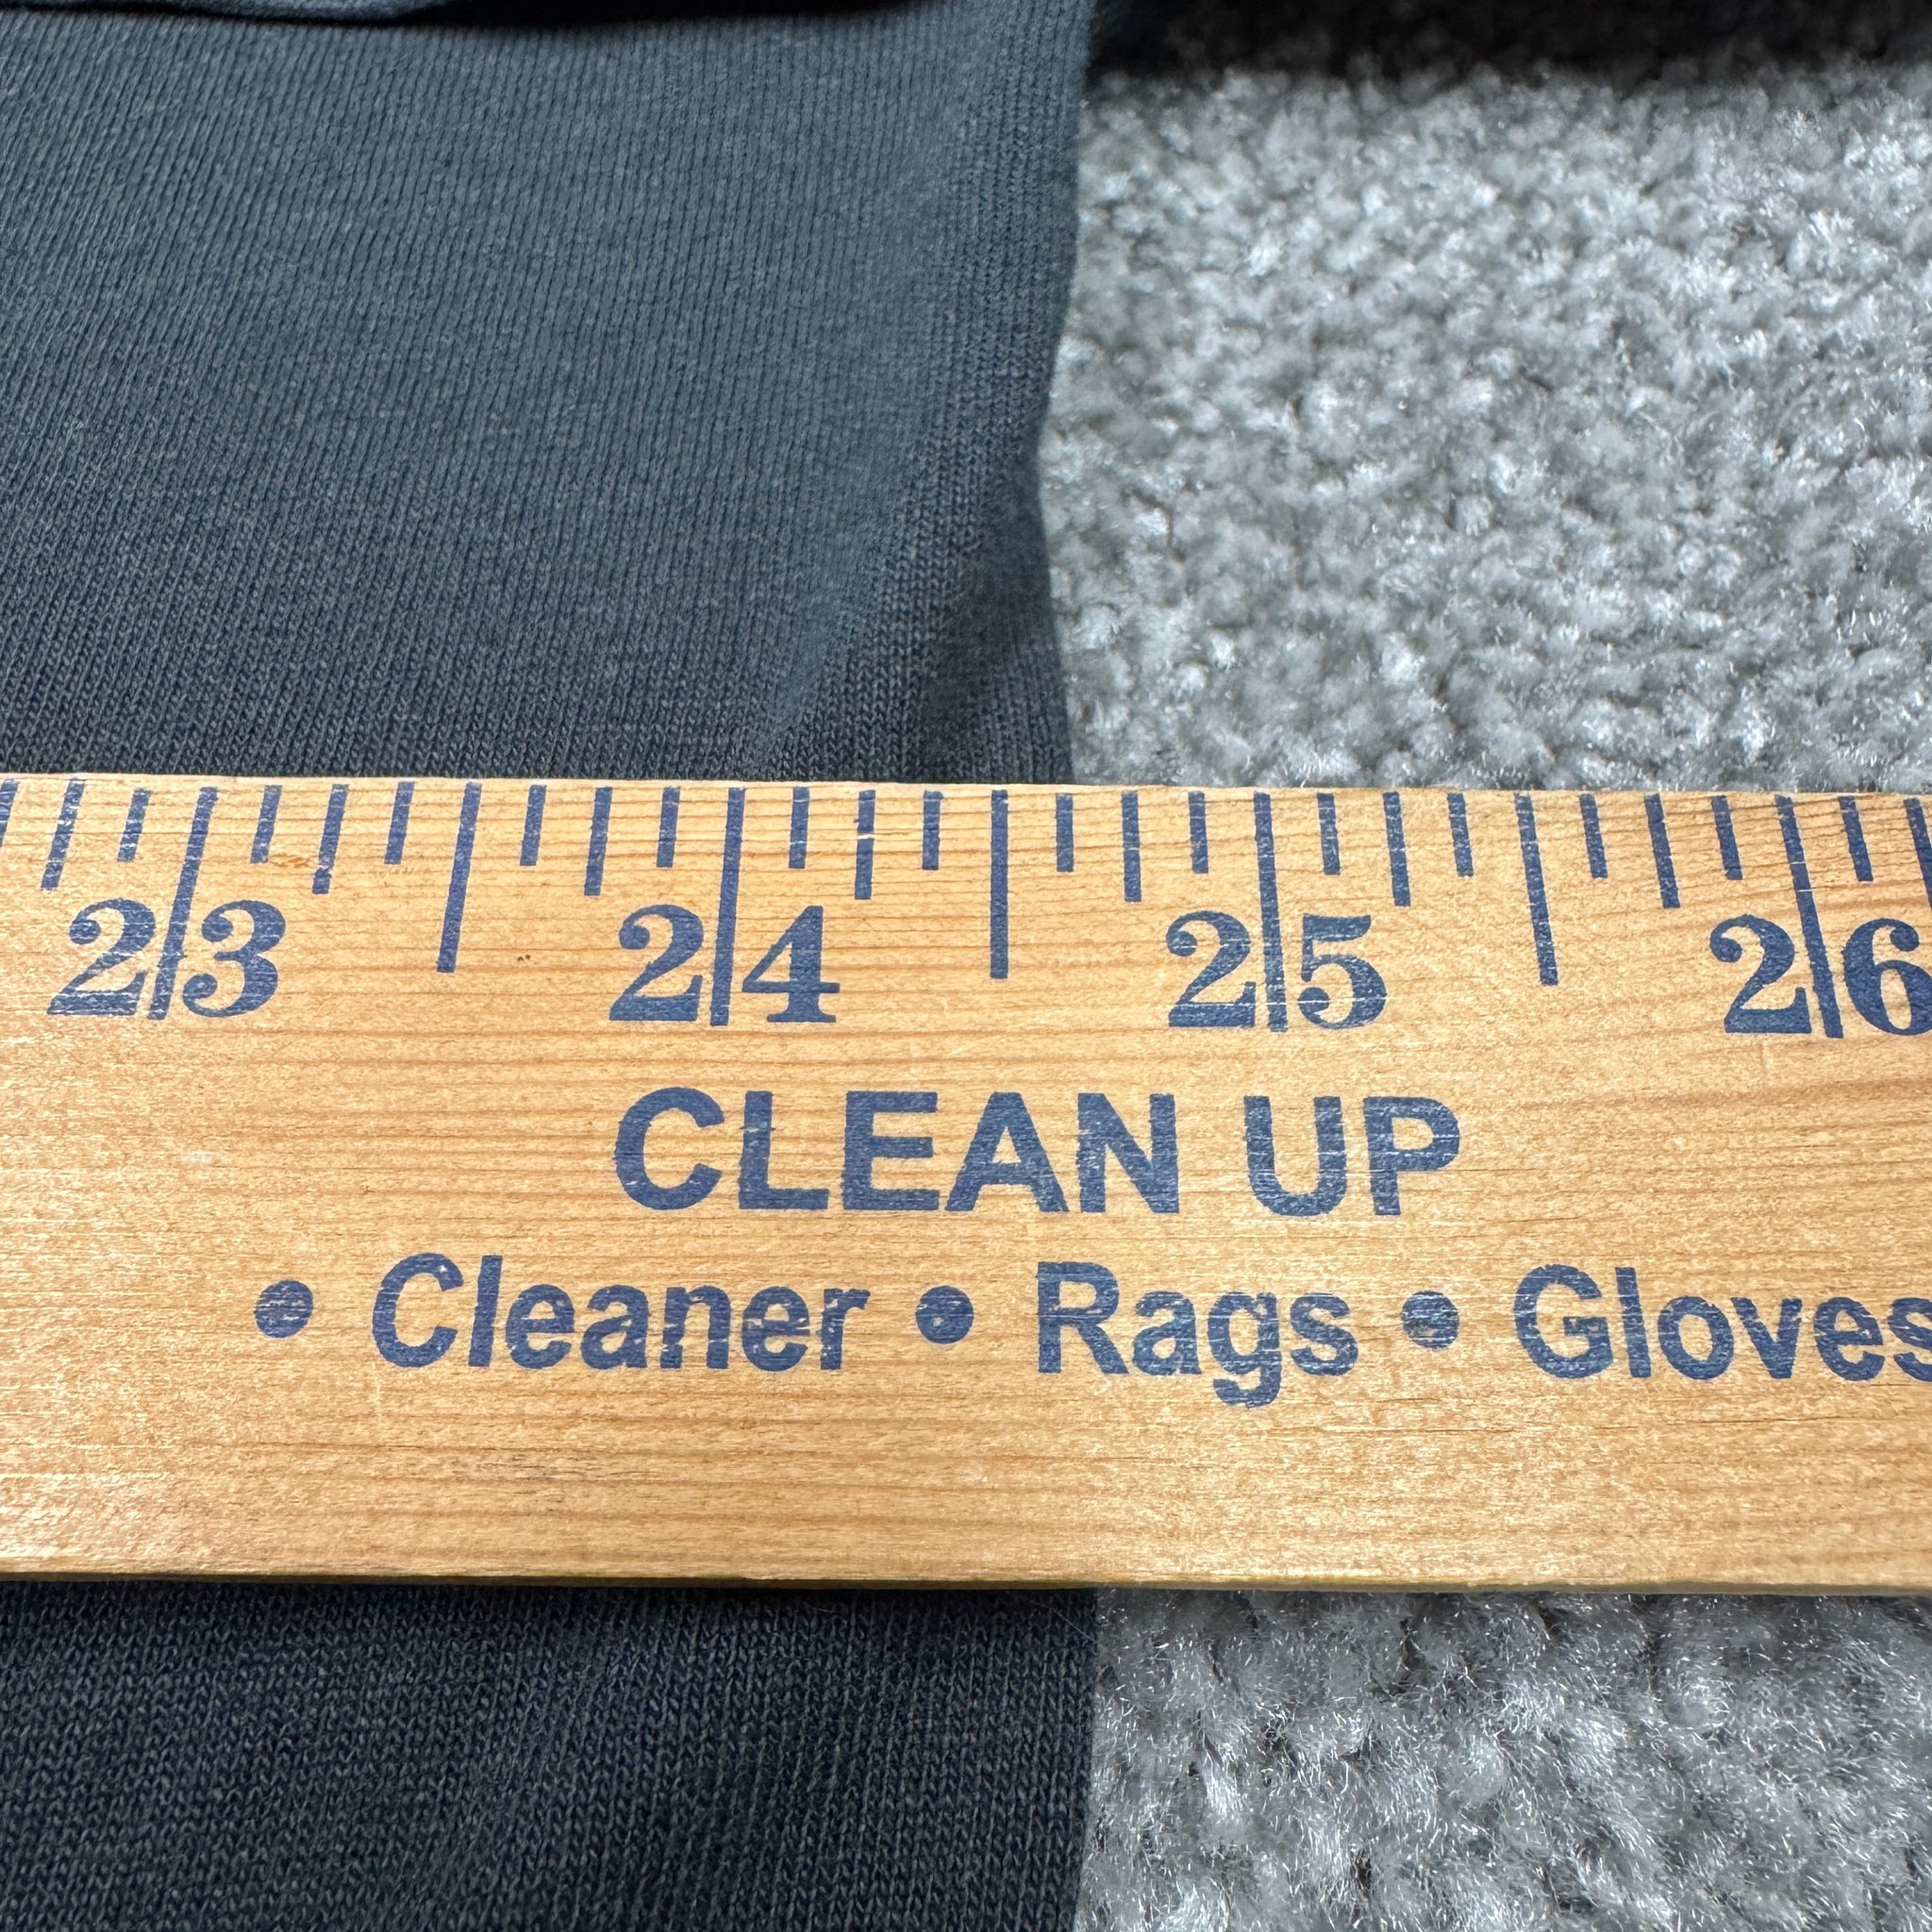 23 24 25 26
CLEAN UP
• Cleaner • Rags • Gloves